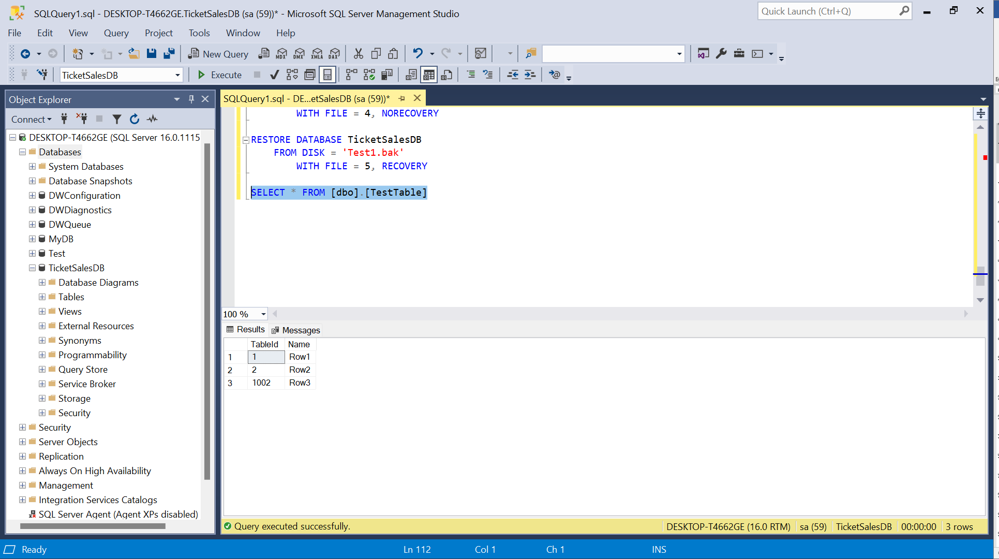 SQLQuery1.sql - DESKTOP-T4662GE.TicketSalesDB (sa (59))* - Microsoft SQL Server Management Studio
Quick Launch (Ctrl+Q)
File Edit View Query Project Tools Window Help
New Query MDX DMX XMLA DAX
TicketSalesDB Execute
Object Explorer
Connect
DESKTOP-T4662GE (SQL Server 16.0.1115
Databases
System Databases
Database Snapshots
DWConfiguration
DWDiagnostics
DWQueue
MyDB
Test
TicketSalesDB
Database Diagrams
Tables
Views
External Resources
Synonyms
Programmability
Query Store
Service Broker
Storage
Security
Security
Server Objects
Replication
Always On High Availability
Management
Integration Services Catalogs
SQL Server Agent (Agent XPs disabled)
SQLQuery1.sql - DE...etSalesDB (sa (59))*
WITH FILE = 4, NORECOVERY
RESTORE DATABASE TicketSalesDB
FROM DISK = 'Test1.bak'
WITH FILE = 5, RECOVERY
SELECT * FROM [dbo].[TestTable]
100 %
Results Messages
TableId Name
1 1 Row1
2 2 Row2
3 1002 Row3
Query executed successfully.
DESKTOP-T4662GE (16.0 RTM) sa (59) TicketSalesDB 00:00:00 3 rows
Ready Ln 112 Col 1 Ch 1 INS